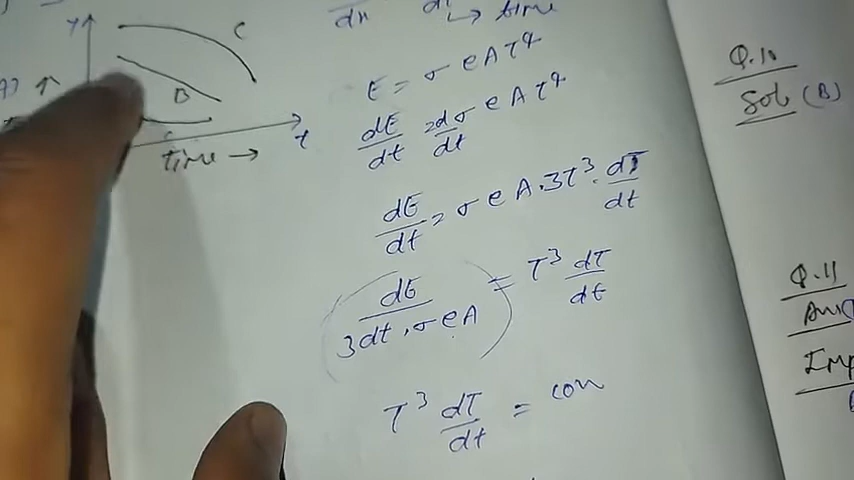 Y
C
B
t
time →
dn
dt
↳ time
E = σ e A T⁴
dE/dt = d/dt σ e A T⁴
dE/dt = σ e A . 3T³ . dT/dt
dE/3dt, σ e A = T³ dT/dt
T³ dT/dt = con
Q.10
Sol (B)
Q.11